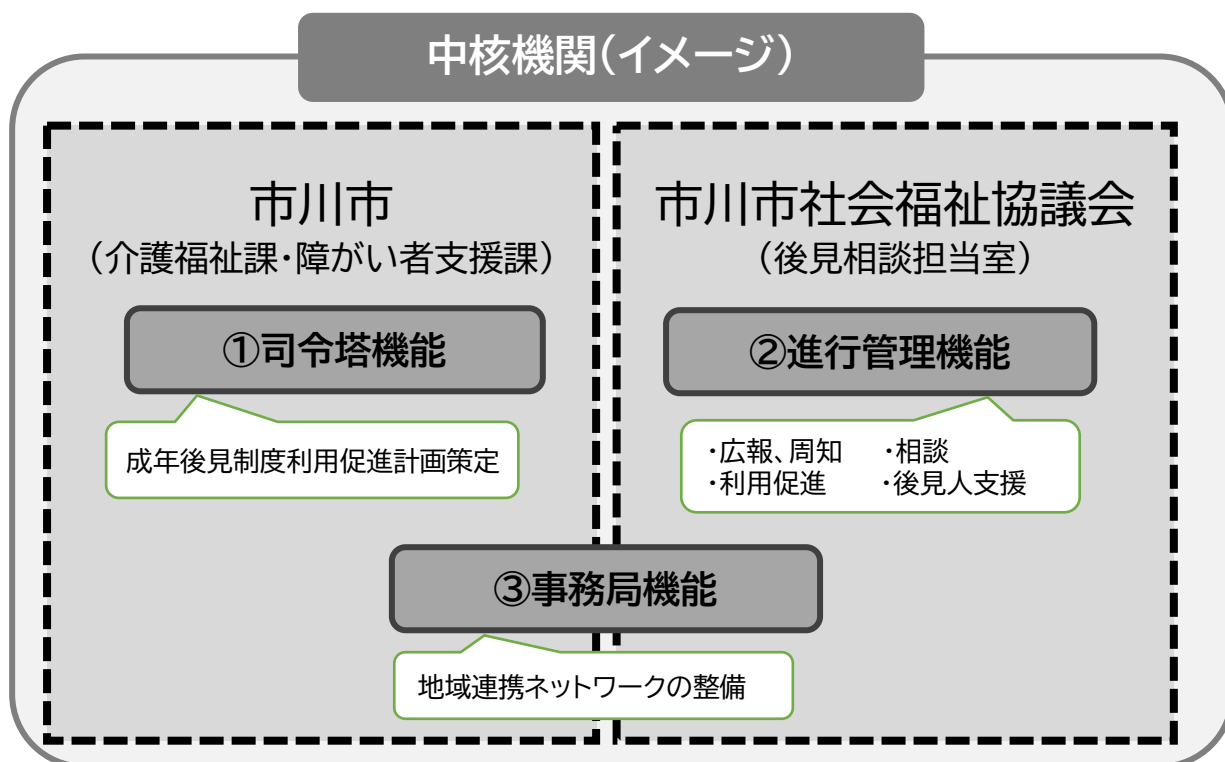 中核機関(イメージ)
市川市
(介護福祉課・障がい者支援課)
①司令塔機能
成年後見制度利用促進計画策定
市川市社会福祉協議会
(後見相談担当室)
②進行管理機能
・広報、周知 ・相談
・利用促進 ・後見人支援
③事務局機能
地域連携ネットワークの整備